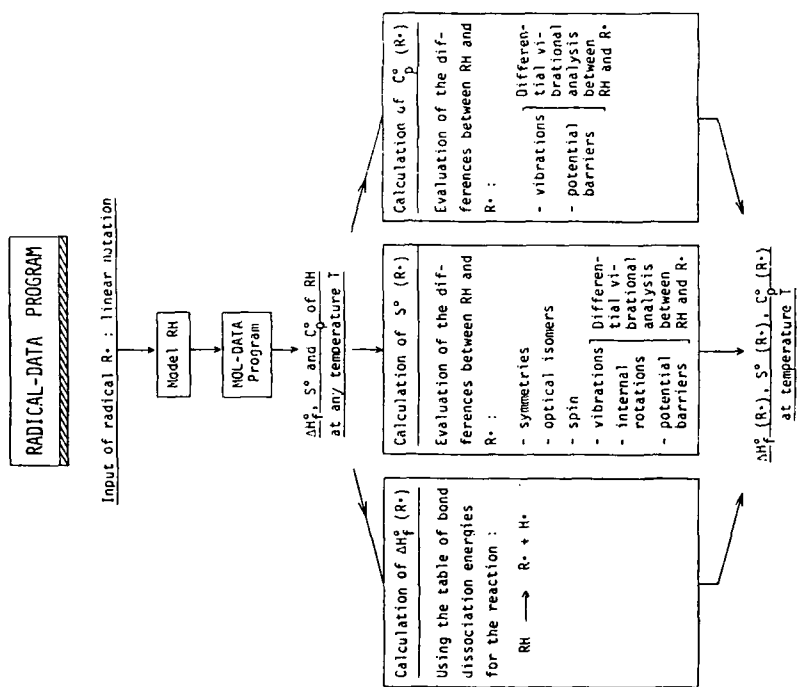 RADICAL-DATA PROGRAM
Input of radical R• : linear notation
Model RH
MOL-DATA
Program
ΔH°f, S° and C°p of RH
at any temperature T
Calculation of ΔH°f (R•)
Using the table of bond
dissociation energies
for the reaction :
RH ⟶ R• + H•
Calculation of S° (R•)
Evaluation of the dif-
ferences between RH and
R• :
- symmetries
- optical isomers
- spin
- vibrations
- internal
rotations
- potential
barriers
Differen-
tial vi-
brational
analysis
between
RH and R•
Calculation of C°p (R•)
Evaluation of the dif-
ferences between RH and
R• :
- vibrations
- potential
barriers
Differen-
tial vi-
brational
analysis
between
RH and R•
ΔH°f (R•), S° (R•), C°p (R•)
at temperature T